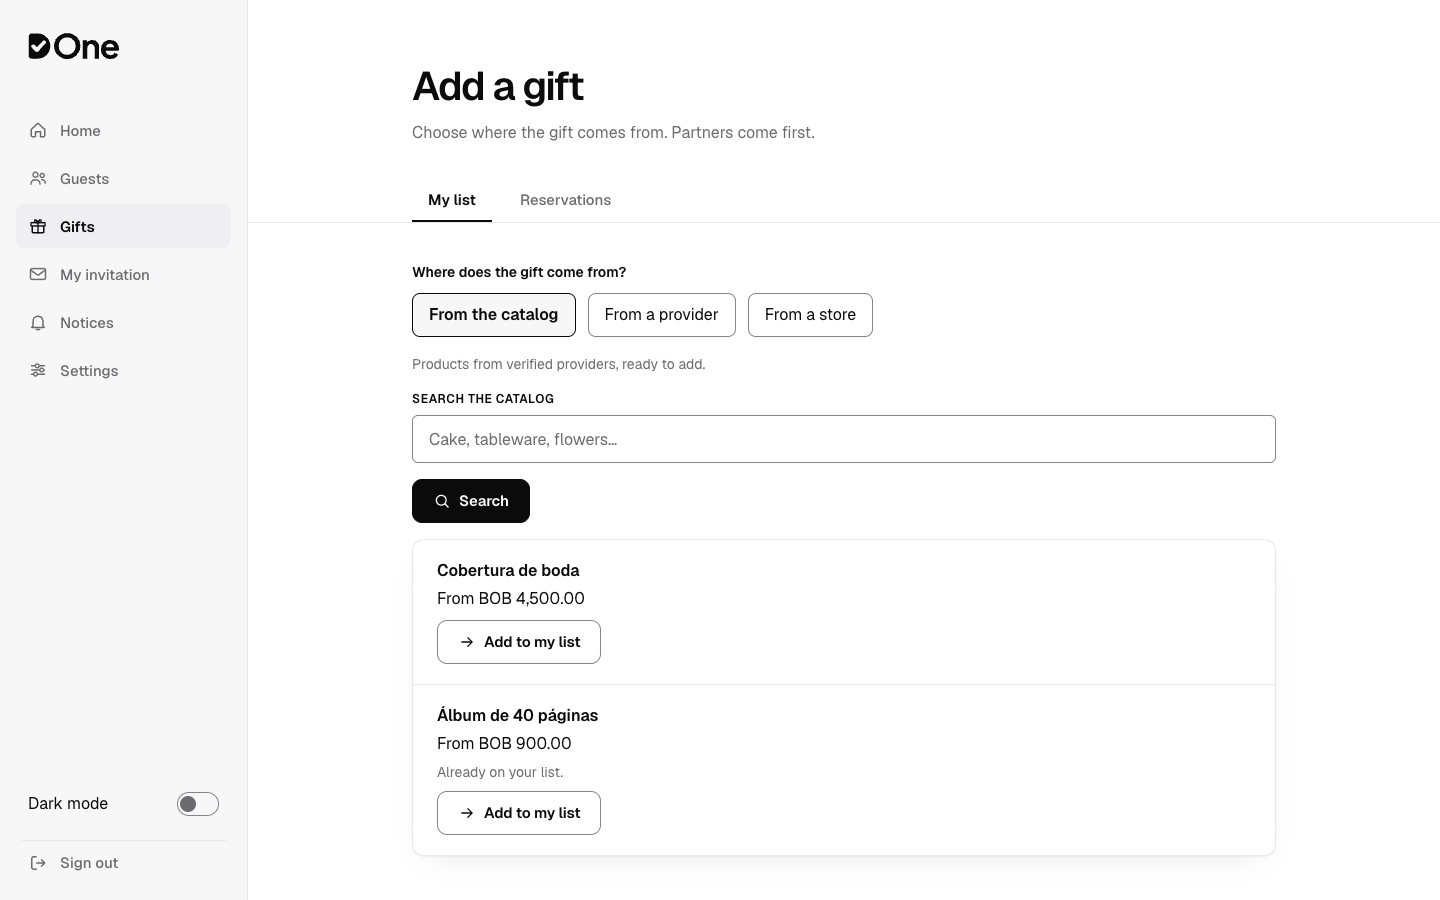 One
Home
Guests
Gifts
My invitation
Notices
Settings
Dark mode
Sign out
Add a gift
Choose where the gift comes from. Partners come first.
My list
Reservations
Where does the gift come from?
From the catalog
From a provider
From a store
Products from verified providers, ready to add.
SEARCH THE CATALOG
Cake, tableware, flowers…
Search
Cobertura de boda
From BOB 4,500.00
Add to my list
Álbum de 40 páginas
From BOB 900.00
Already on your list.
Add to my list